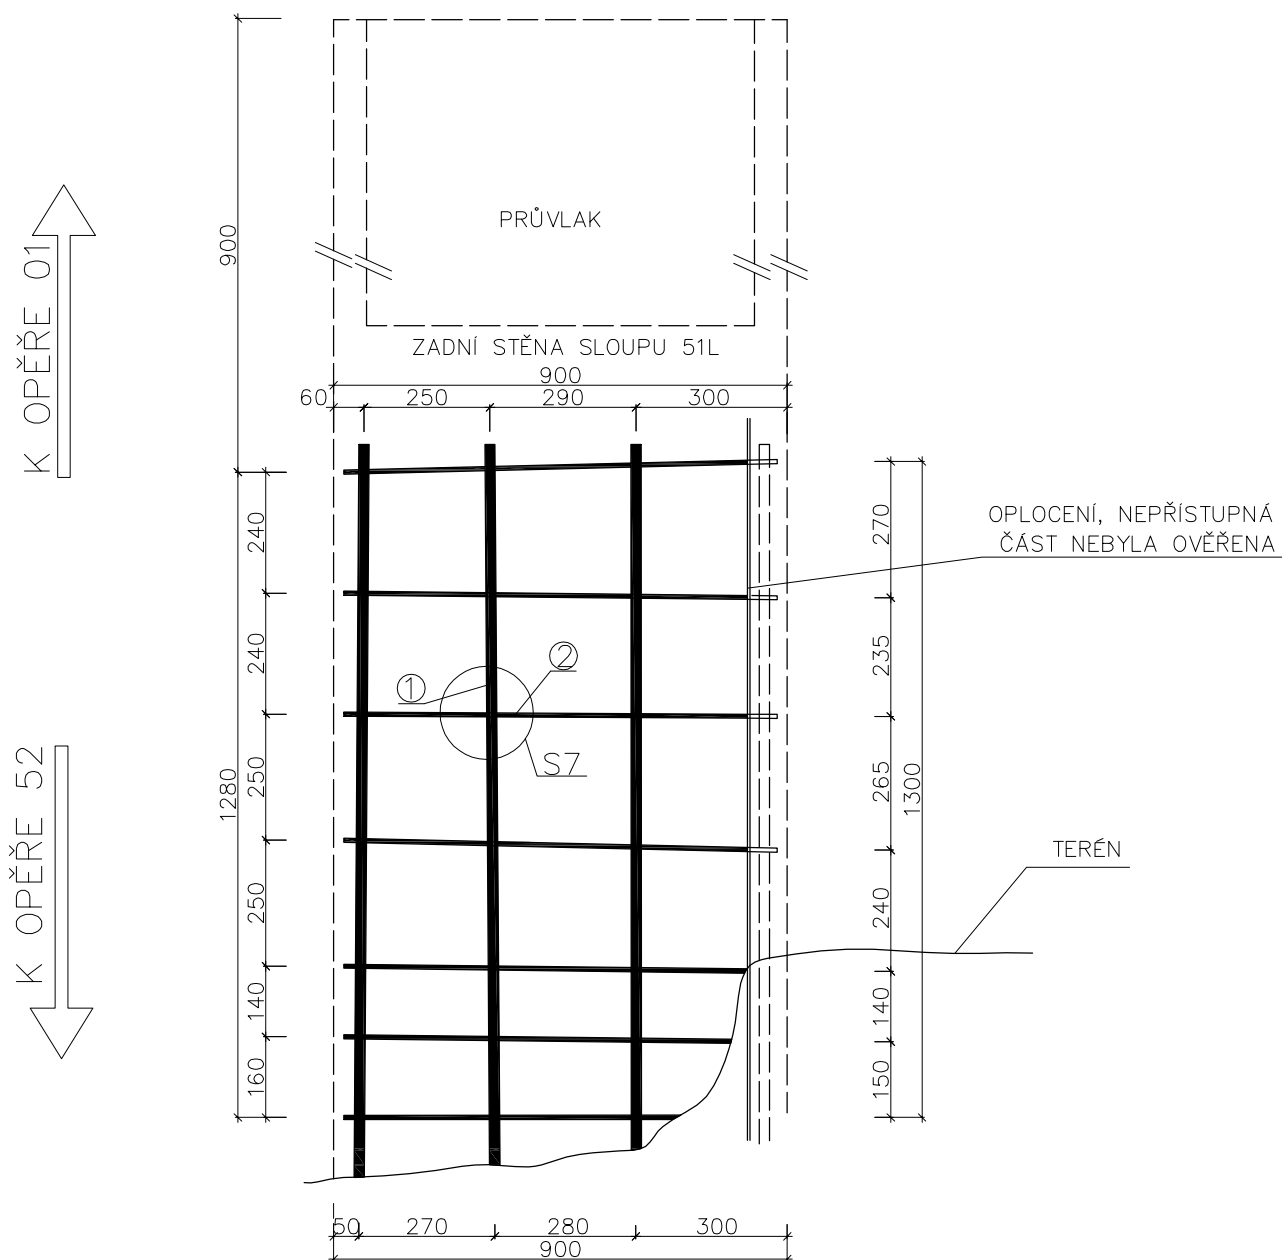 900
PRŮVLAK
K OPĚŘE 01
ZADNÍ STĚNA SLOUPU 51L
900
60 250 290 300
OPLOCENÍ, NEPŘÍSTUPNÁ
ČÁST NEBYLA OVĚŘENA
240
240
250
250
140
160
1280
1
2
S7
270
235
265
240
140
150
1300
TERÉN
K OPĚŘE 52
50 270 280 300
900